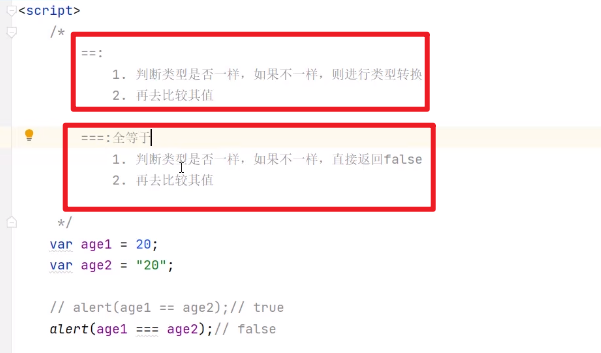 <script>
/*
==:
1. 判断类型是否一样，如果不一样，则进行类型转换
2. 再去比较其值
===:全等于
1. 判断类型是否一样，如果不一样，直接返回false
2. 再去比较其值
*/
var age1 = 20;
var age2 = "20";
// alert(age1 == age2);// true
alert(age1 === age2);// false